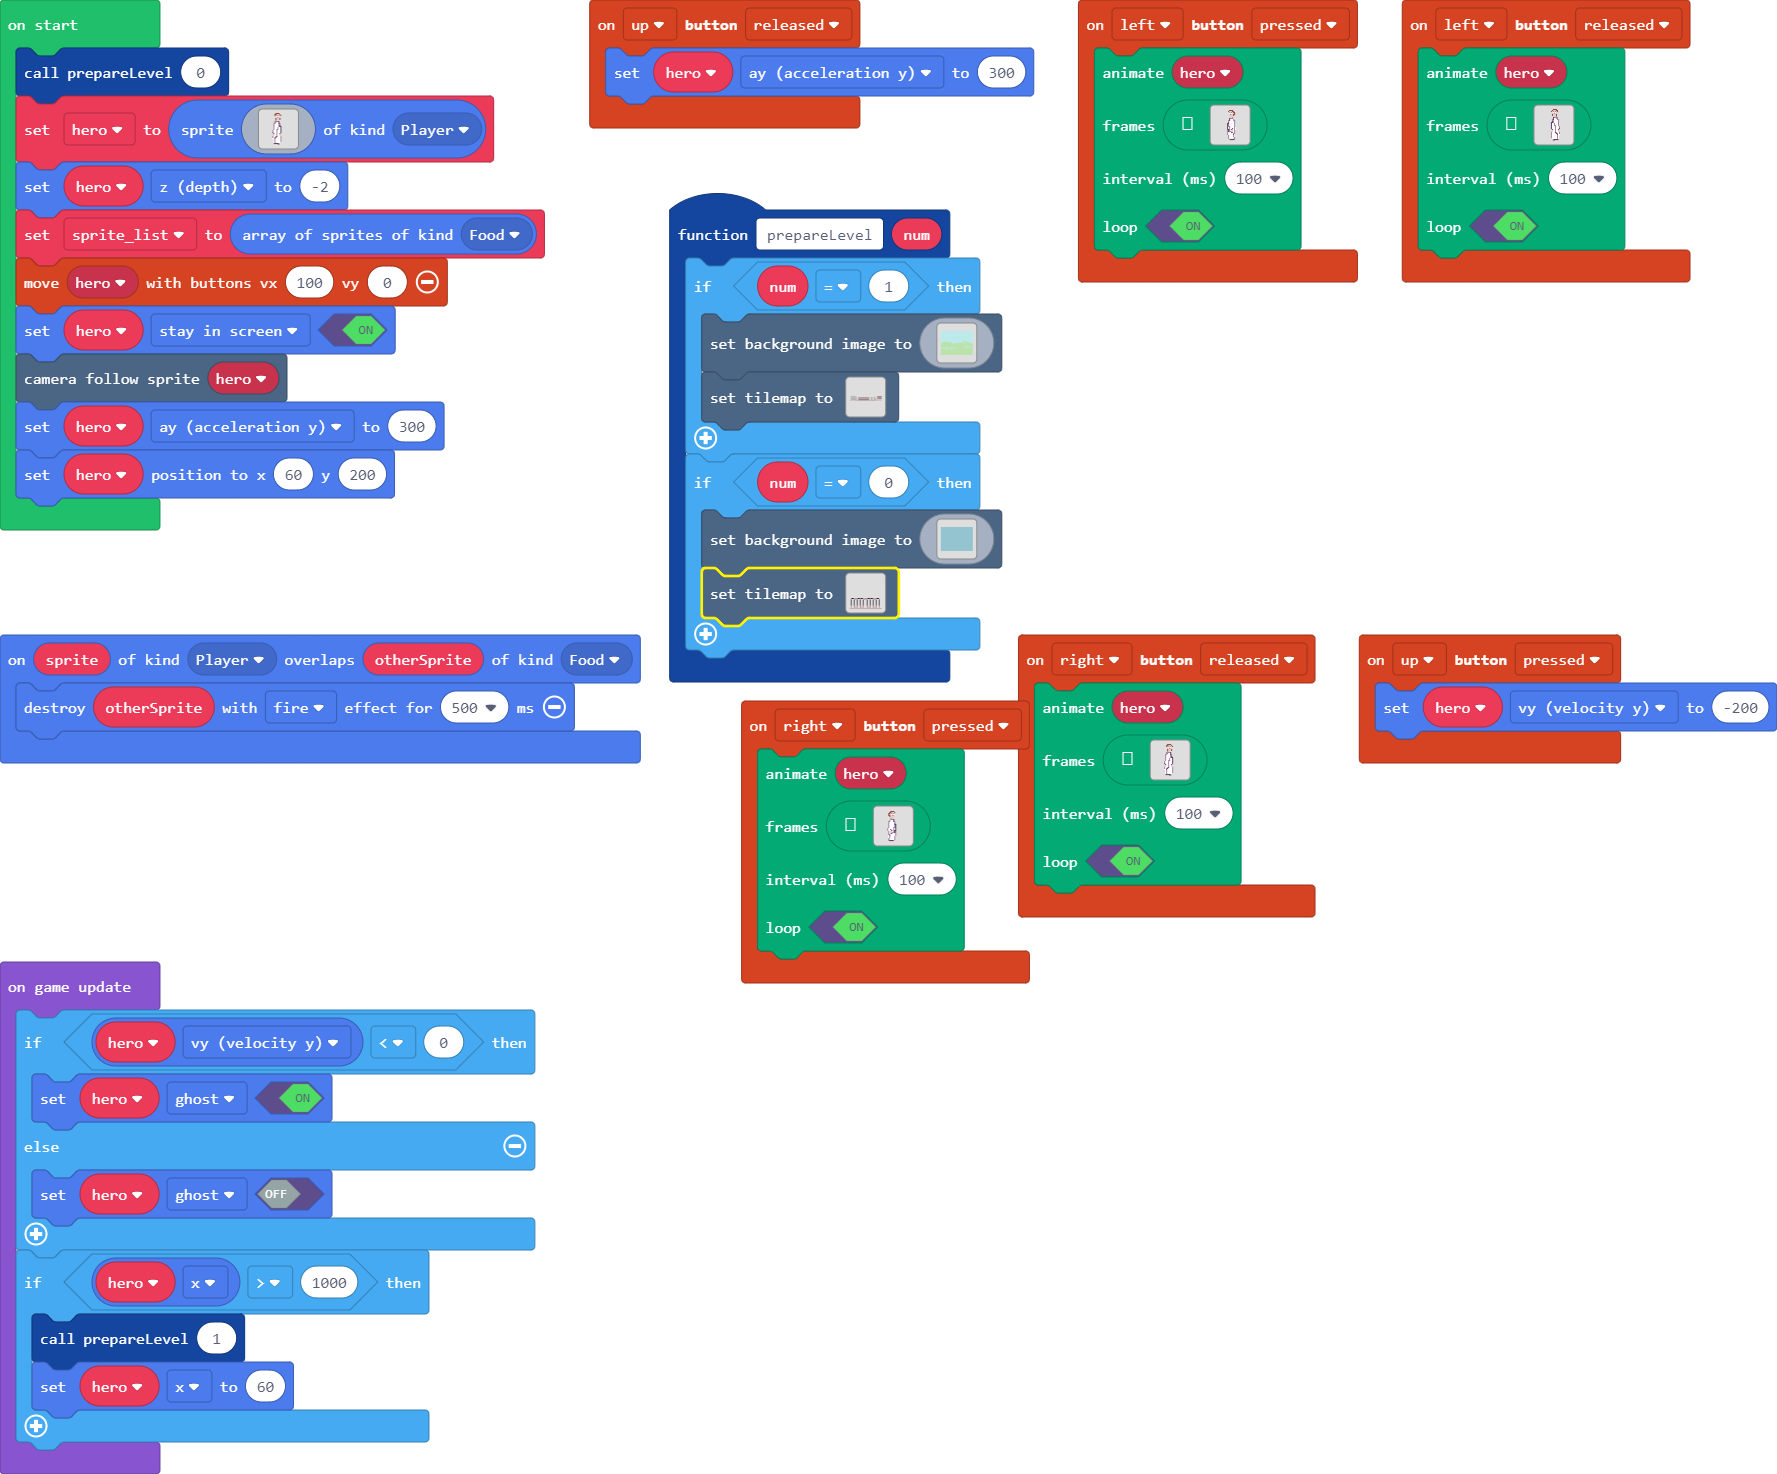 on start
call prepareLevel 0
set hero to sprite of kind Player
set hero z (depth) to -2
set sprite_list to array of sprites of kind Food
move hero with buttons vx 100 vy 0
set hero stay in screen ON
camera follow sprite hero
set hero ay (acceleration y) to 300
set hero position to x 60 y 200
on up button released
set hero ay (acceleration y) to 300
on left button pressed
animate hero
frames
interval (ms) 100
loop ON
on left button released
animate hero
frames
interval (ms) 100
loop ON
function prepareLevel num
if num = 1 then
set background image to
set tilemap to
if num = 0 then
set background image to
set tilemap to
on sprite of kind Player overlaps otherSprite of kind Food
destroy otherSprite with fire effect for 500 ms
on right button pressed
animate hero
frames
interval (ms) 100
loop ON
on right button released
animate hero
frames
interval (ms) 100
loop ON
on up button pressed
set hero vy (velocity y) to -200
on game update
if hero vy (velocity y) < 0 then
set hero ghost ON
else
set hero ghost OFF
if hero x > 1000 then
call prepareLevel 1
set hero x to 60